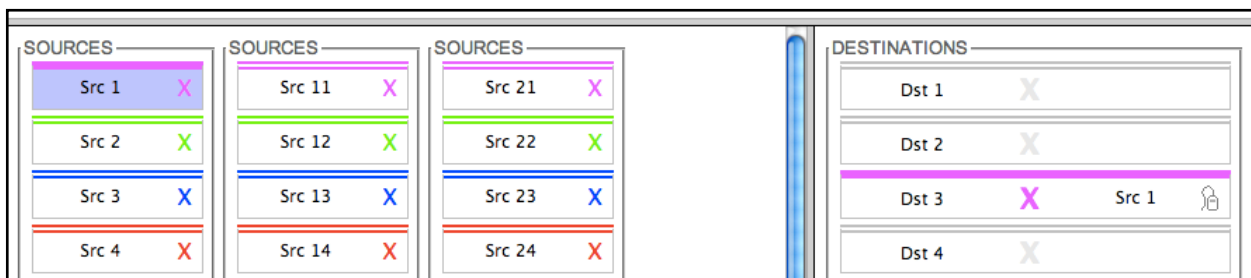 SOURCES SOURCES SOURCES DESTINATIONS
Src 1 X Src 11 X Src 21 X Dst 1 X
Src 2 X Src 12 X Src 22 X Dst 2 X
Src 3 X Src 13 X Src 23 X Dst 3 X Src 1
Src 4 X Src 14 X Src 24 X Dst 4 X